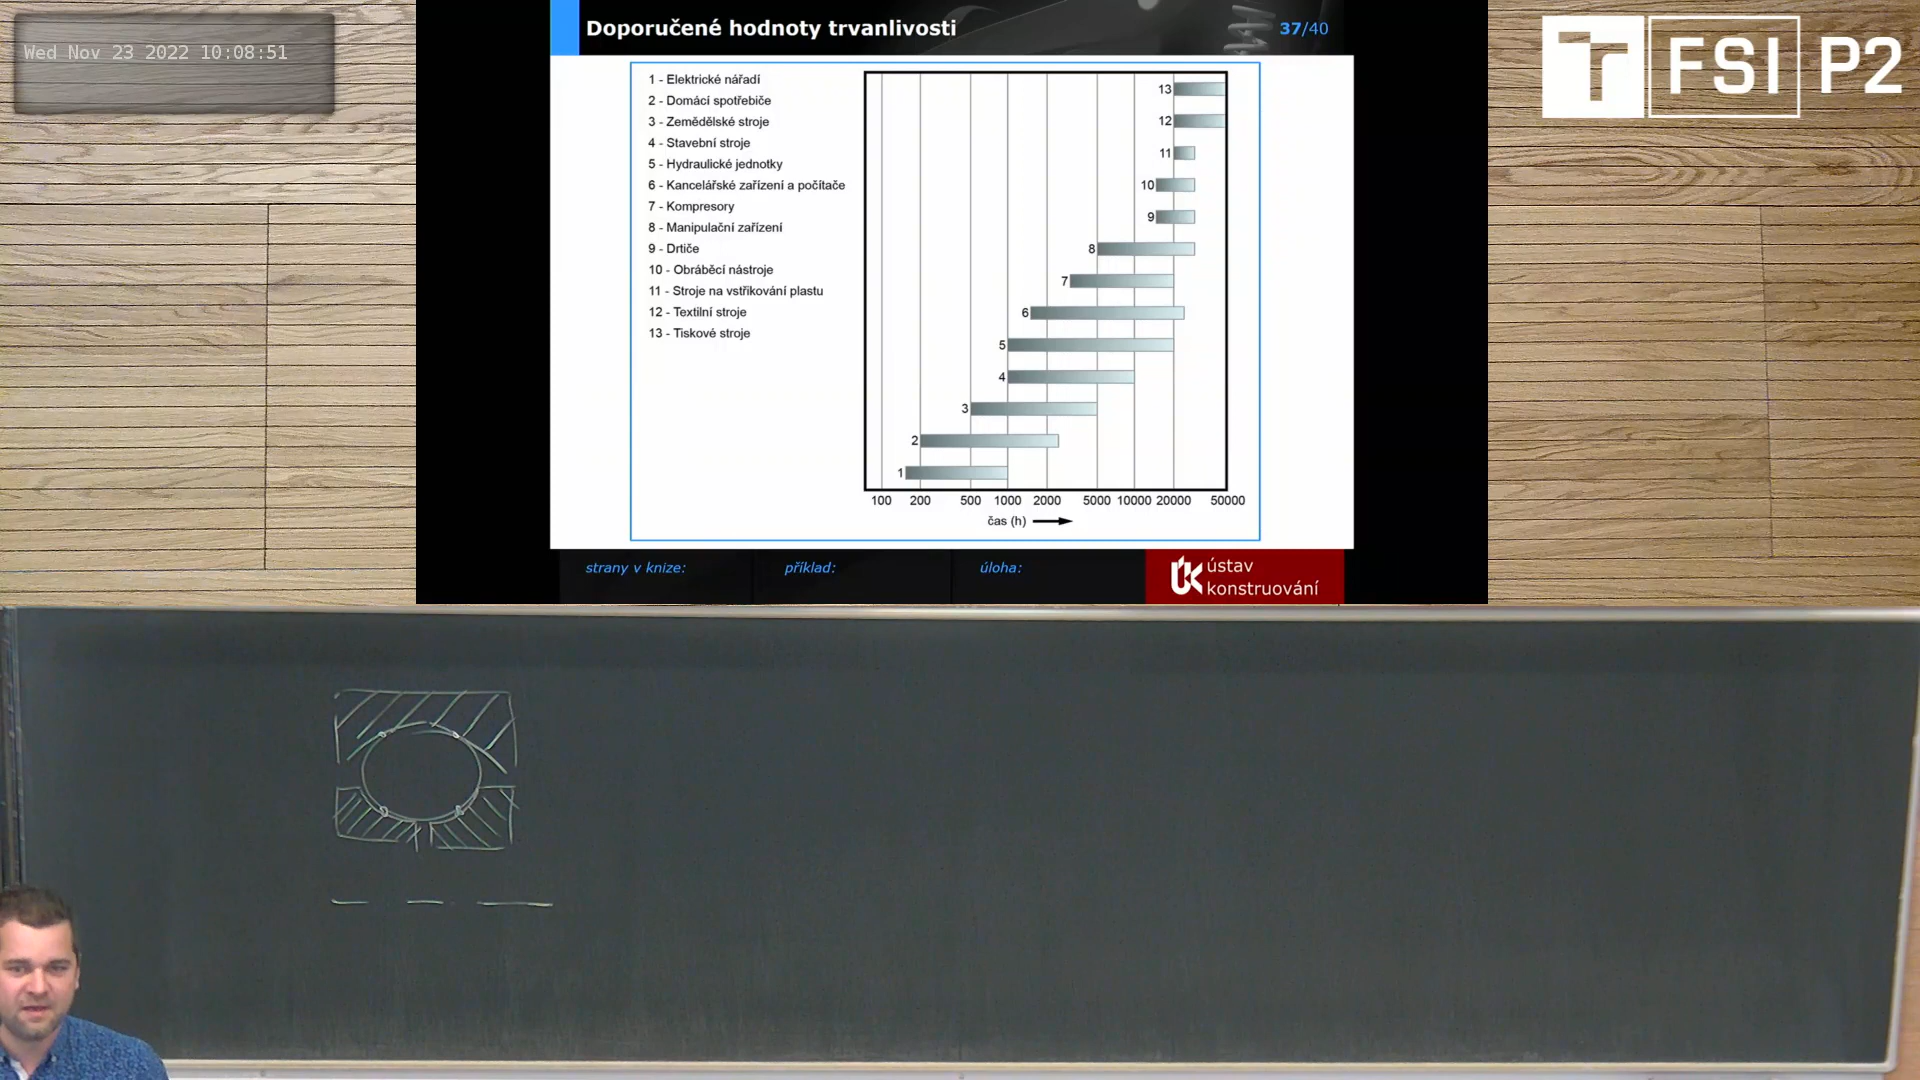 Wed Nov 23 2022 10:08:51
Doporučené hodnoty trvanlivosti
37/40
FSI P2
1 - Elektrické nářadí
2 - Domácí spotřebiče
3 - Zemědělské stroje
4 - Stavební stroje
5 - Hydraulické jednotky
6 - Kancelářské zařízení a počítače
7 - Kompresory
8 - Manipulační zařízení
9 - Drtiče
10 - Obráběcí nástroje
11 - Stroje na vstřikování plastu
12 - Textilní stroje
13 - Tiskové stroje
13
12
11
10
9
8
7
6
5
4
3
2
1
100 200 500 1000 2000 5000 10000 20000 50000
čas (h)
strany v knize:
příklad:
úloha:
ústav
konstruování